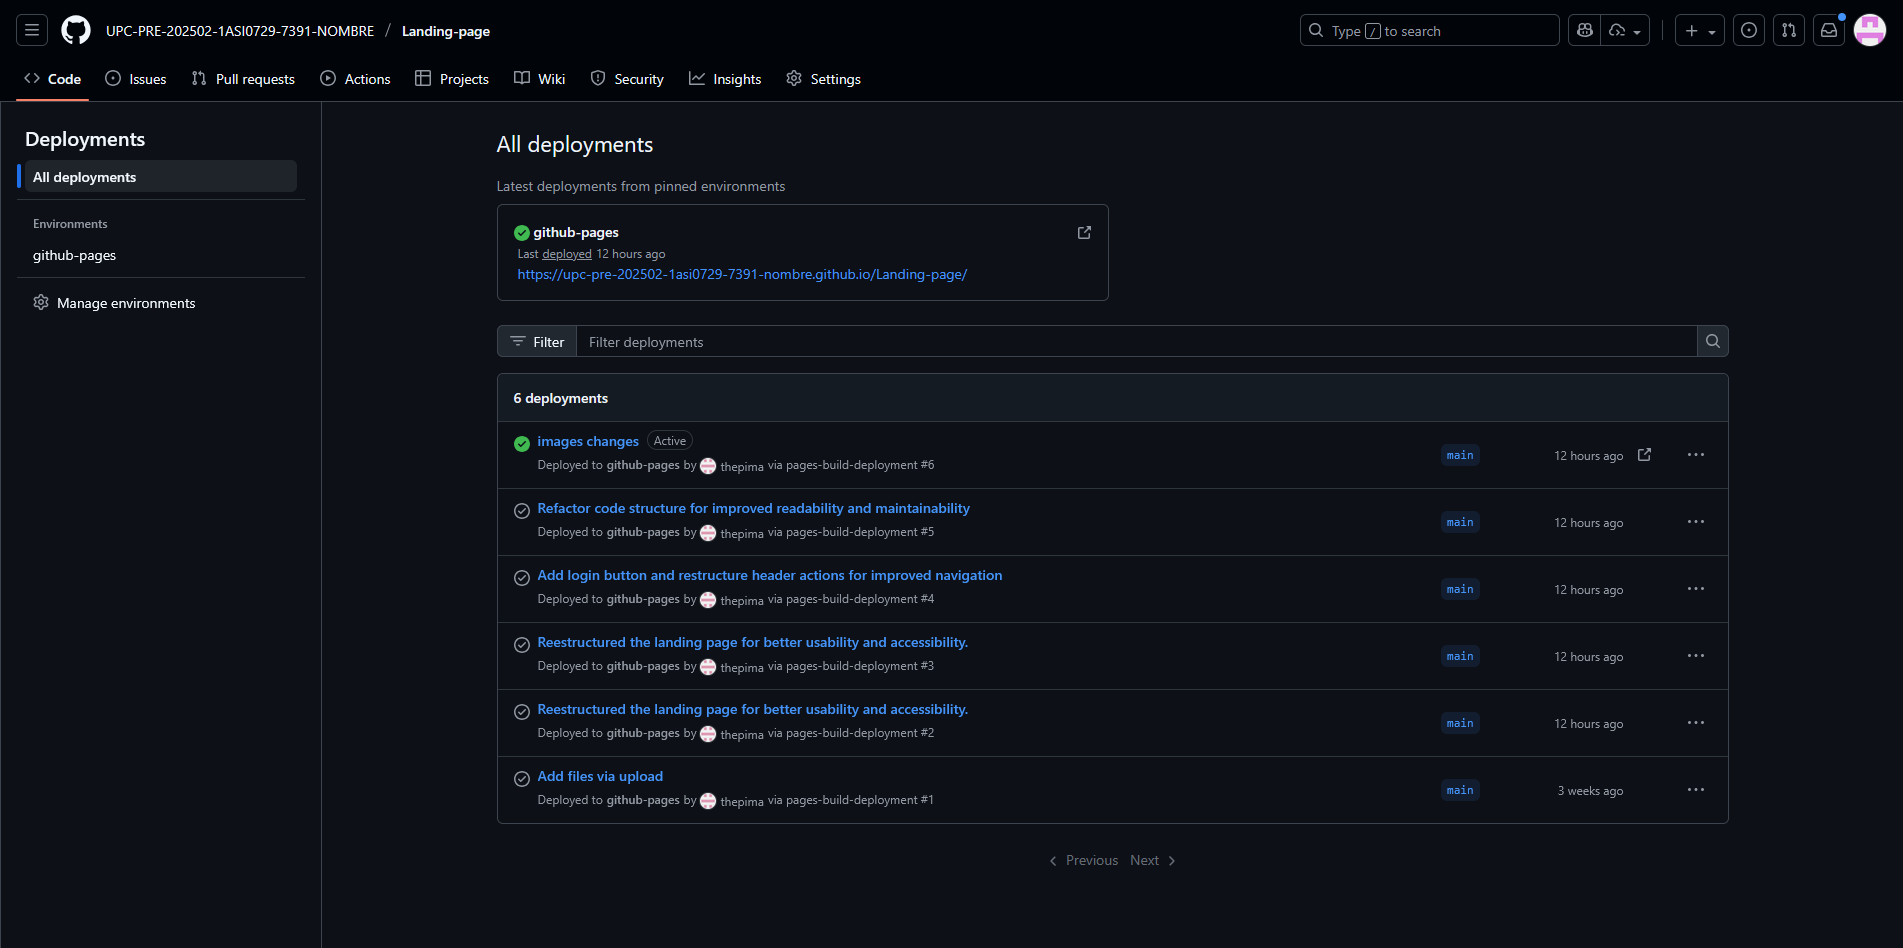 UPC-PRE-202502-1ASI0729-7391-NOMBRE / Landing-page
Type / to search
Code Issues Pull requests Actions Projects Wiki Security Insights Settings
Deployments
All deployments
Environments
github-pages
Manage environments
All deployments
Latest deployments from pinned environments
github-pages
Last deployed 12 hours ago
https://upc-pre-202502-1asi0729-7391-nombre.github.io/Landing-page/
Filter Filter deployments
6 deployments
images changes Active
Deployed to github-pages by thepima via pages-build-deployment #6
main 12 hours ago
Refactor code structure for improved readability and maintainability
Deployed to github-pages by thepima via pages-build-deployment #5
main 12 hours ago
Add login button and restructure header actions for improved navigation
Deployed to github-pages by thepima via pages-build-deployment #4
main 12 hours ago
Reestructured the landing page for better usability and accessibility.
Deployed to github-pages by thepima via pages-build-deployment #3
main 12 hours ago
Reestructured the landing page for better usability and accessibility.
Deployed to github-pages by thepima via pages-build-deployment #2
main 12 hours ago
Add files via upload
Deployed to github-pages by thepima via pages-build-deployment #1
main 3 weeks ago
Previous Next